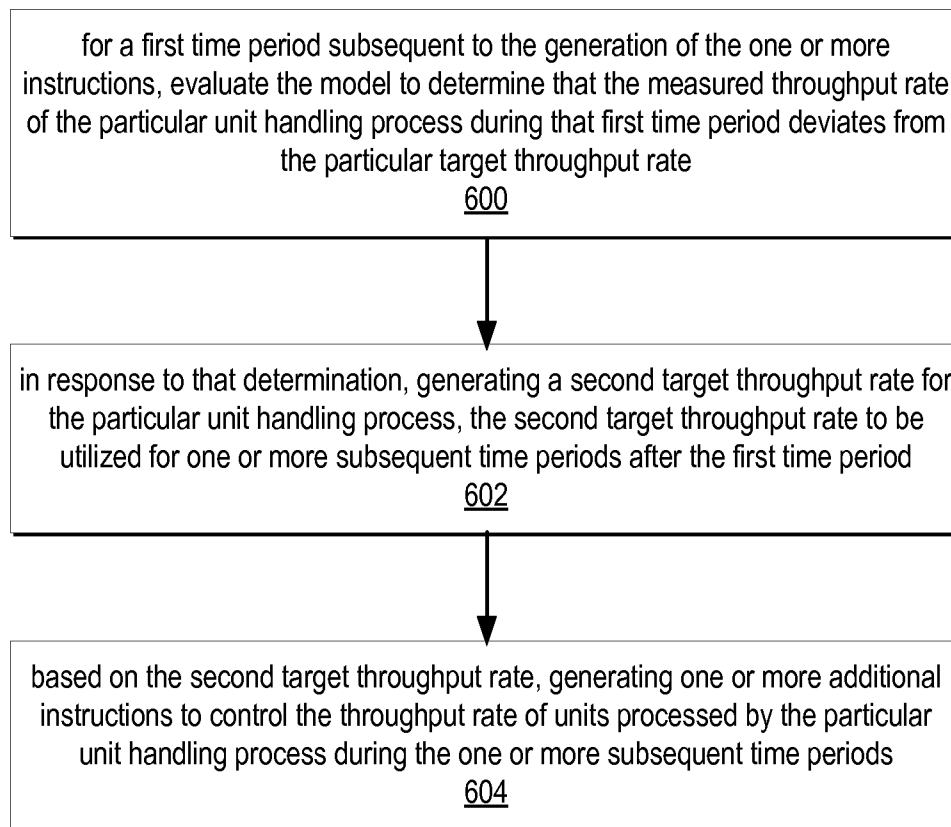 for a first time period subsequent to the generation of the one or more
instructions, evaluate the model to determine that the measured throughput rate
of the particular unit handling process during that first time period deviates from
the particular target throughput rate
600
in response to that determination, generating a second target throughput rate for
the particular unit handling process, the second target throughput rate to be
utilized for one or more subsequent time periods after the first time period
602
based on the second target throughput rate, generating one or more additional
instructions to control the throughput rate of units processed by the particular
unit handling process during the one or more subsequent time periods
604